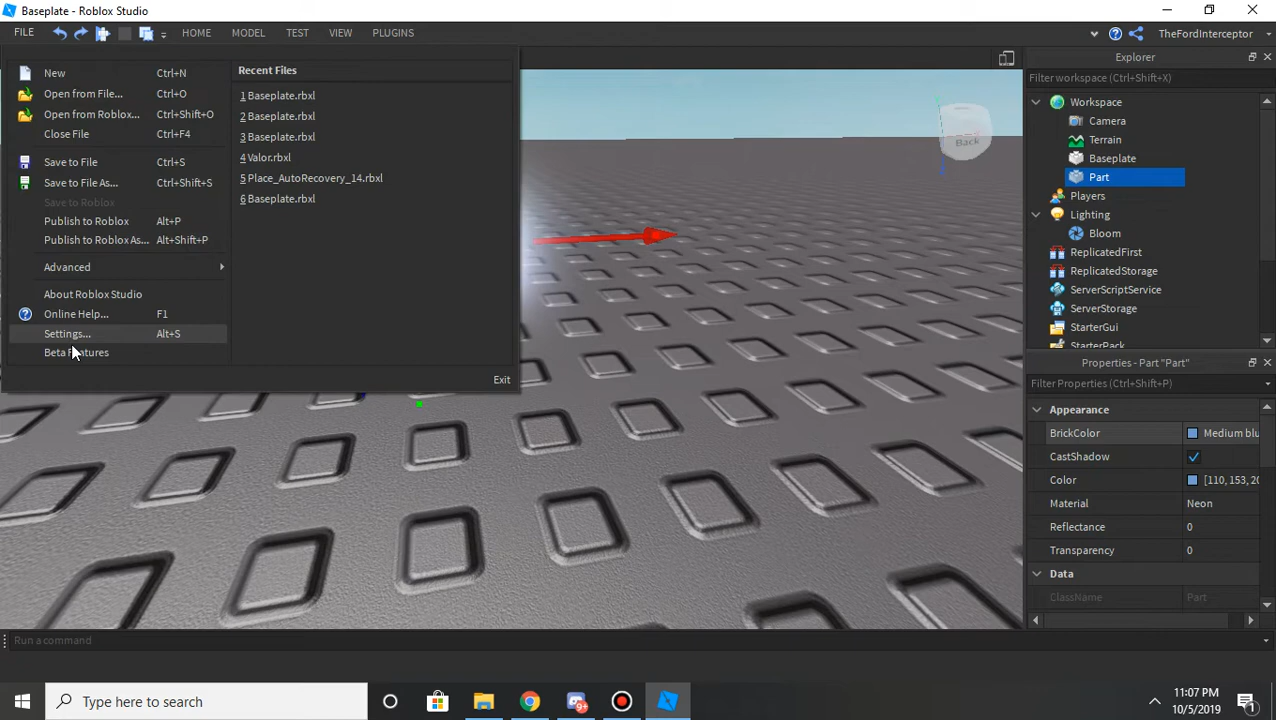 Baseplate - Roblox Studio
FILE HOME MODEL TEST VIEW PLUGINS TheFordInterceptor
New Ctrl+N
Open from File... Ctrl+O
Open from Roblox... Ctrl+Shift+O
Close File Ctrl+F4
Save to File Ctrl+S
Save to File As... Ctrl+Shift+S
Save to Roblox
Publish to Roblox Alt+P
Publish to Roblox As... Alt+Shift+P
Advanced
About Roblox Studio
Online Help... F1
Settings... Alt+S
Beta Features
Exit
Recent Files
1 Baseplate.rbxl
2 Baseplate.rbxl
3 Baseplate.rbxl
4 Valor.rbxl
5 Place_AutoRecovery_14.rbxl
6 Baseplate.rbxl
Back
Explorer
Filter workspace (Ctrl+Shift+X)
Workspace
Camera
Terrain
Baseplate
Part
Players
Lighting
Bloom
ReplicatedFirst
ReplicatedStorage
ServerScriptService
ServerStorage
StarterGui
StarterPack
Properties - Part "Part"
Filter Properties (Ctrl+Shift+P)
Appearance
BrickColor Medium blu
CastShadow
Color [110, 153, 20
Material Neon
Reflectance 0
Transparency 0
Data
ClassName Part
Run a command
Type here to search
9+
11:07 PM
10/5/2019
1